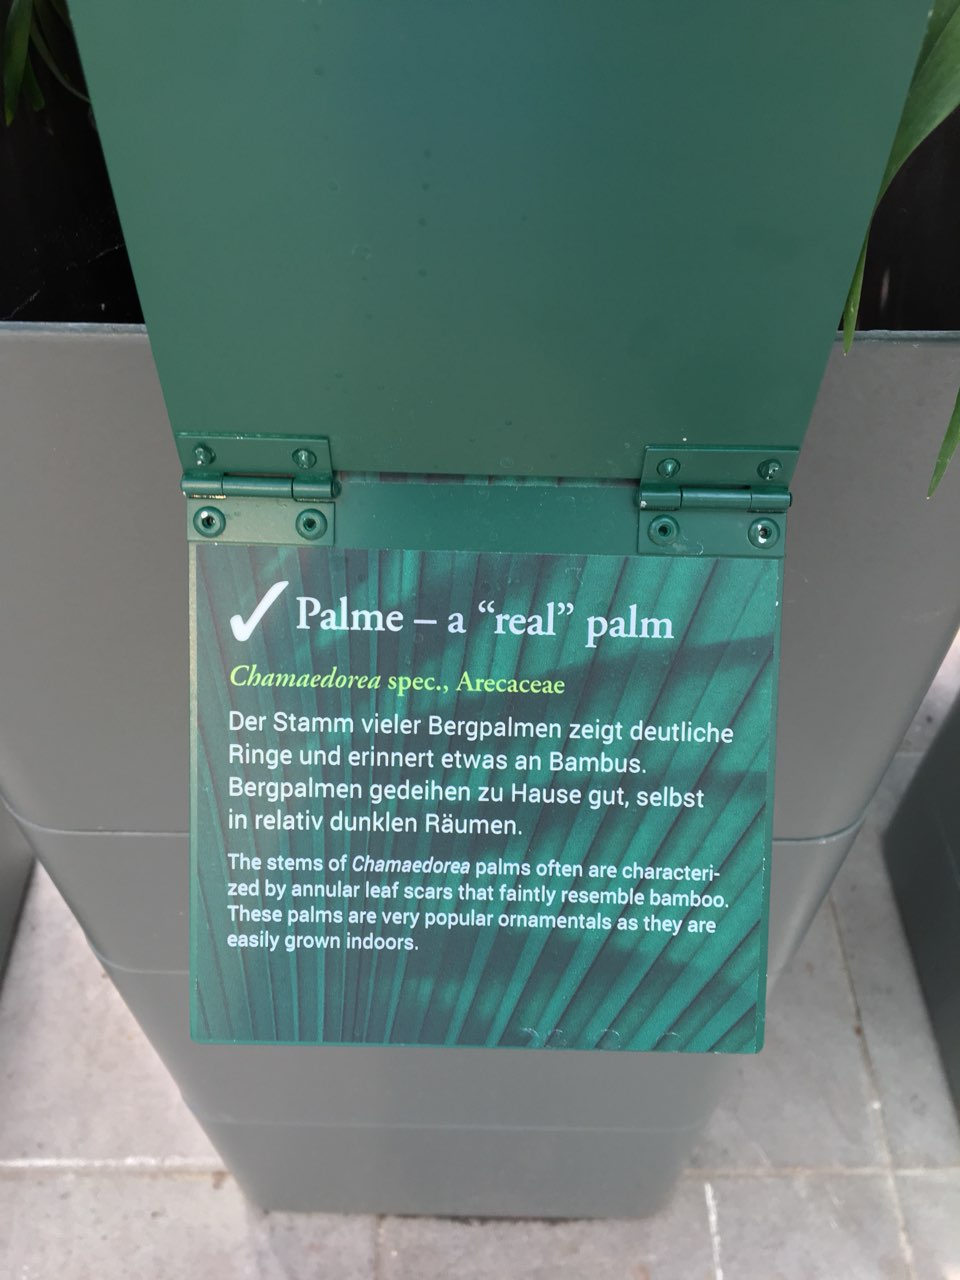 ✓ Palme – a “real” palm
Chamaedorea spec., Arecaceae
Der Stamm vieler Bergpalmen zeigt deutliche
Ringe und erinnert etwas an Bambus.
Bergpalmen gedeihen zu Hause gut, selbst
in relativ dunklen Räumen.
The stems of Chamaedorea palms often are characteri-
zed by annular leaf scars that faintly resemble bamboo.
These palms are very popular ornamentals as they are
easily grown indoors.